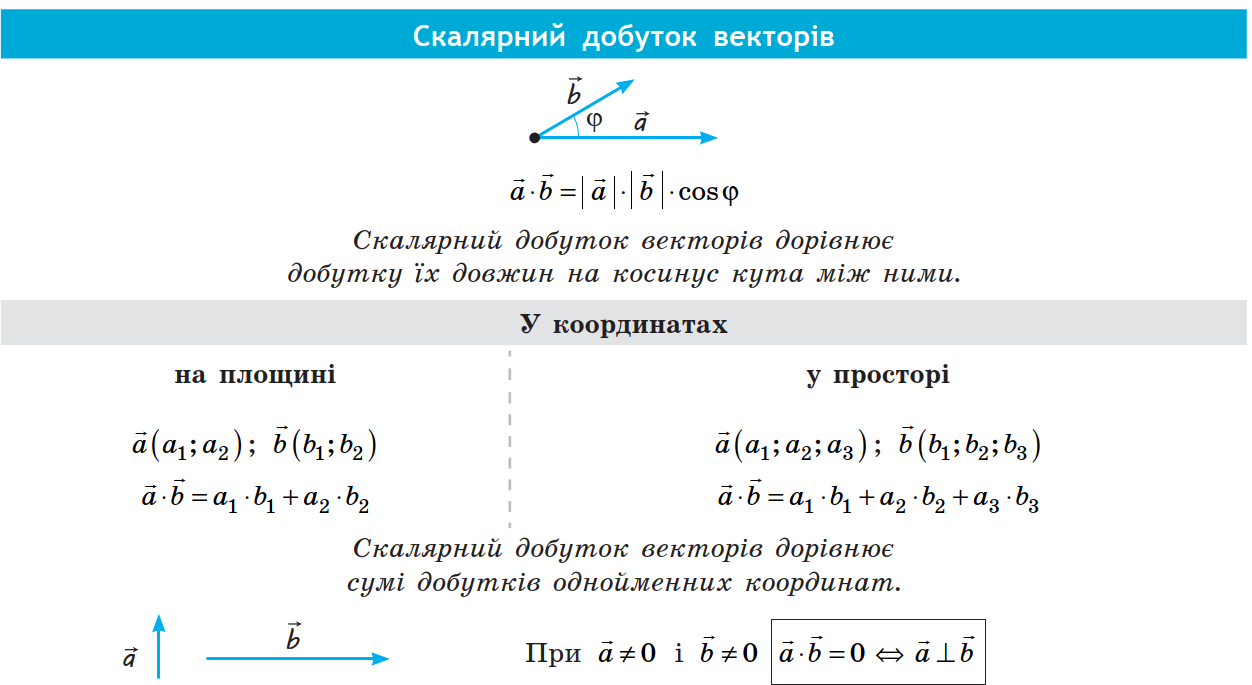 Скалярний добуток векторів
b⃗
φ
a⃗
a⃗ · b⃗ = | a⃗ | · | b⃗ | · cos φ
Скалярний добуток векторів дорівнює
добутку їх довжин на косинус кута між ними.
У координатах
на площині
a⃗ (a₁; a₂); b⃗ (b₁; b₂)
a⃗ · b⃗ = a₁ · b₁ + a₂ · b₂
у просторі
a⃗ (a₁; a₂; a₃); b⃗ (b₁; b₂; b₃)
a⃗ · b⃗ = a₁ · b₁ + a₂ · b₂ + a₃ · b₃
Скалярний добуток векторів дорівнює
сумі добутків однойменних координат.
a⃗
b⃗
При a⃗ ≠ 0 і b⃗ ≠ 0 a⃗ · b⃗ = 0 ⇔ a⃗ ⊥ b⃗